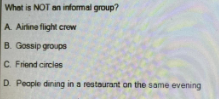 What is NOT an informal group?
A. Airline flight crew
B. Gossip groups
C. Friend circles
D. People dining in a restaurant on the same evening